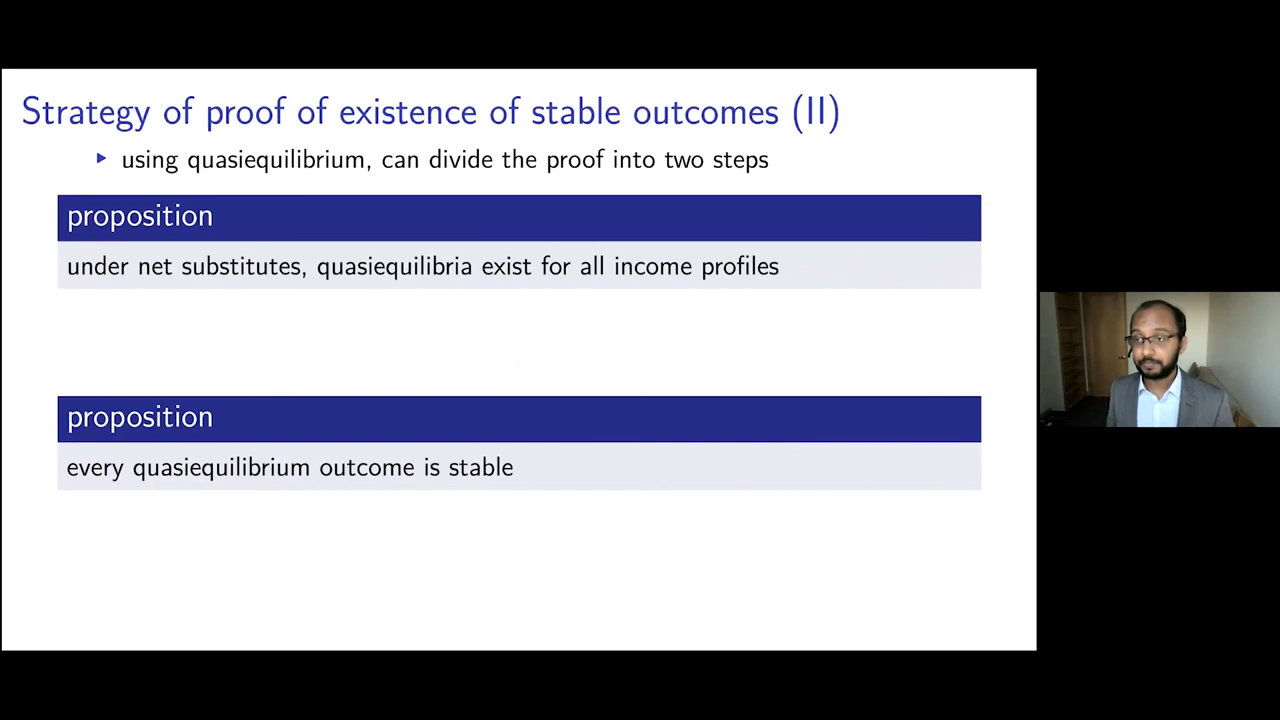 Strategy of proof of existence of stable outcomes (II)
using quasiequilibrium, can divide the proof into two steps
proposition
under net substitutes, quasiequilibria exist for all income profiles
proposition
every quasiequilibrium outcome is stable